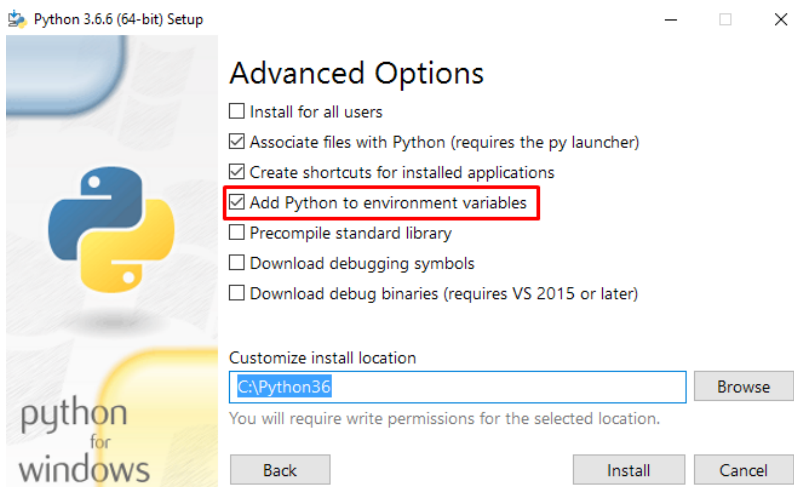 Python 3.6.6 (64-bit) Setup
Advanced Options
Install for all users
Associate files with Python (requires the py launcher)
Create shortcuts for installed applications
Add Python to environment variables
Precompile standard library
Download debugging symbols
Download debug binaries (requires VS 2015 or later)
Customize install location
C:\Python36
Browse
You will require write permissions for the selected location.
python
for
windows
Back
Install
Cancel